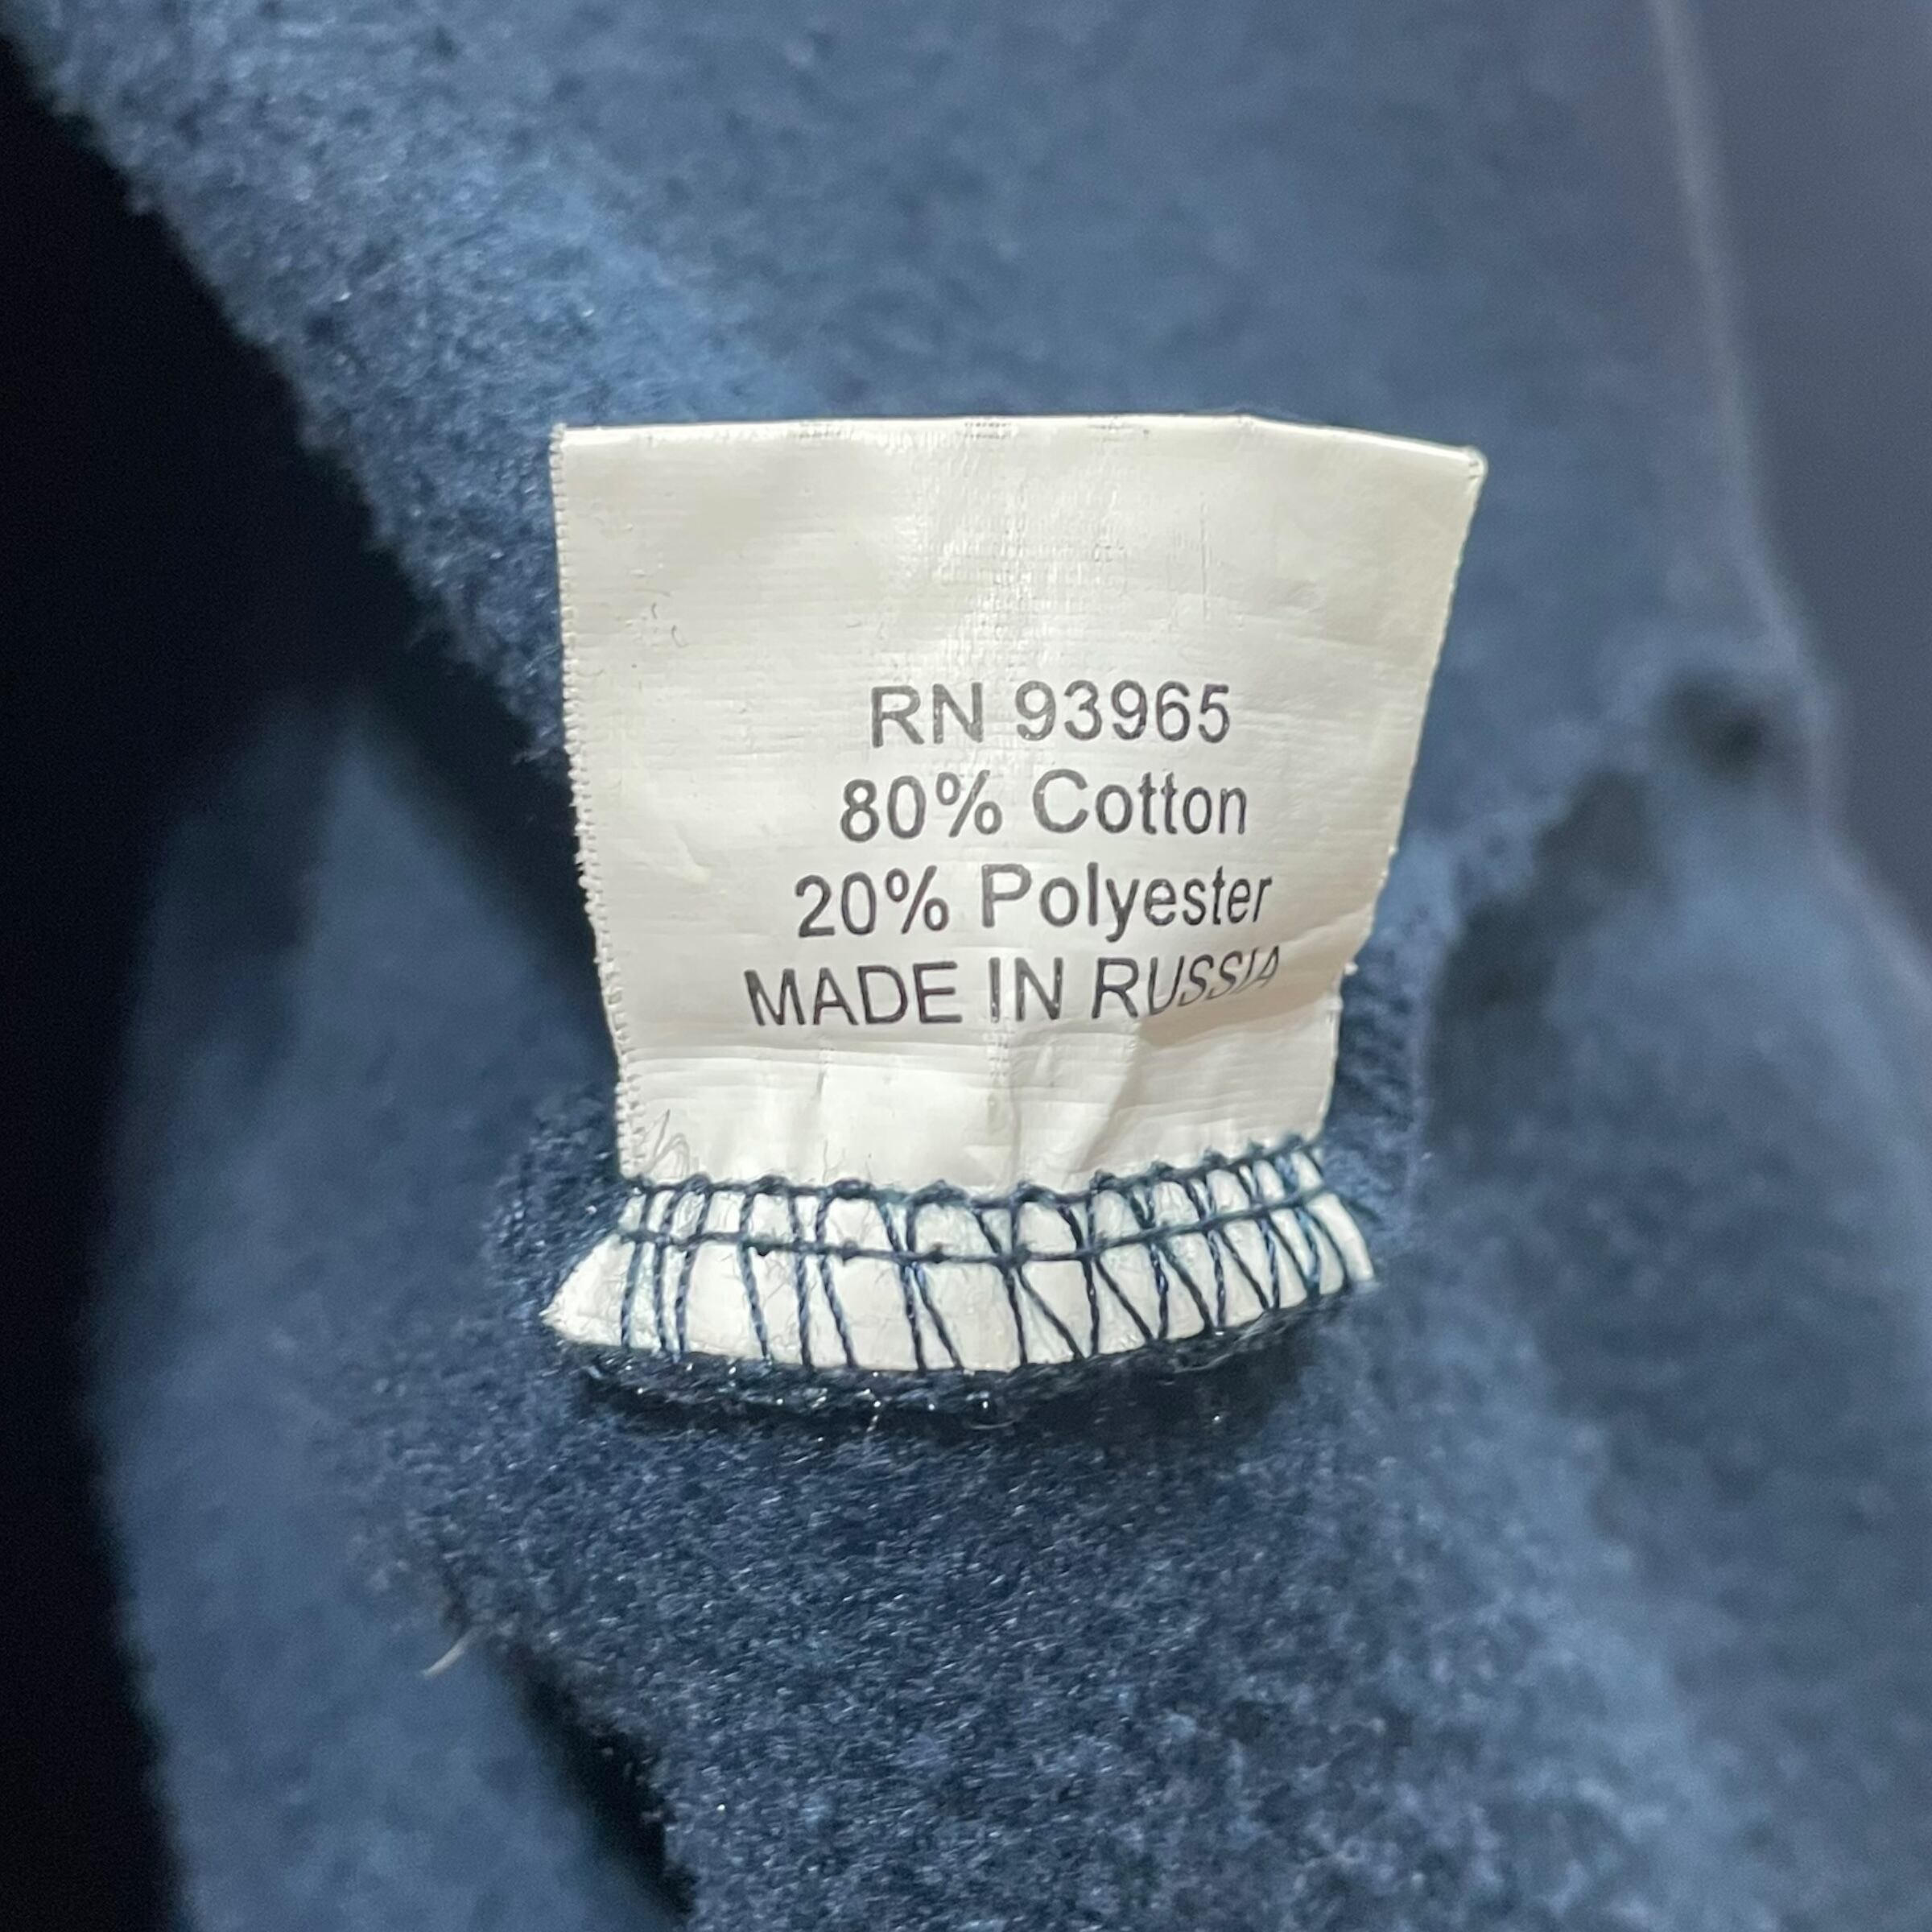 RN 93965
80% Cotton
20% Polyester
MADE IN RUSSIA